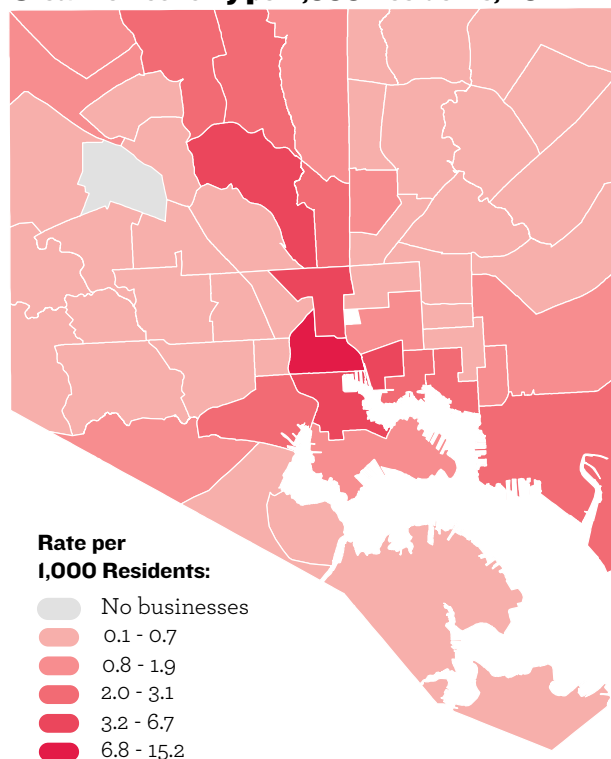 Rate per
1,000 Residents:
No businesses
0.1 - 0.7
0.8 - 1.9
2.0 - 3.1
3.2 - 6.7
6.8 - 15.2